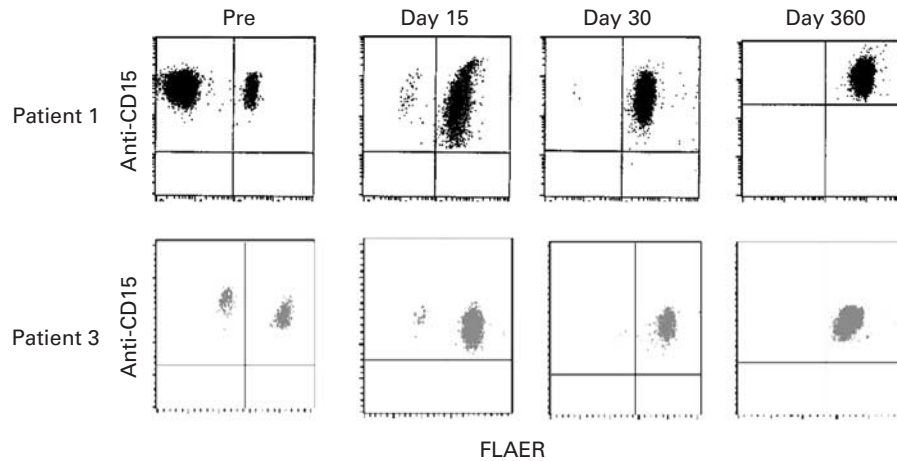 Pre Day 15 Day 30 Day 360
Patient 1
Anti-CD15
Patient 3
Anti-CD15
FLAER